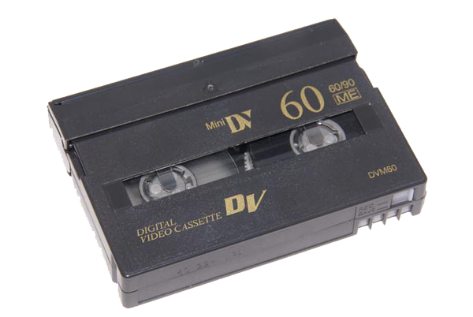 Mini DV 60 60/90
ME
DVM60
DIGITAL
VIDEO CASSETTE DV